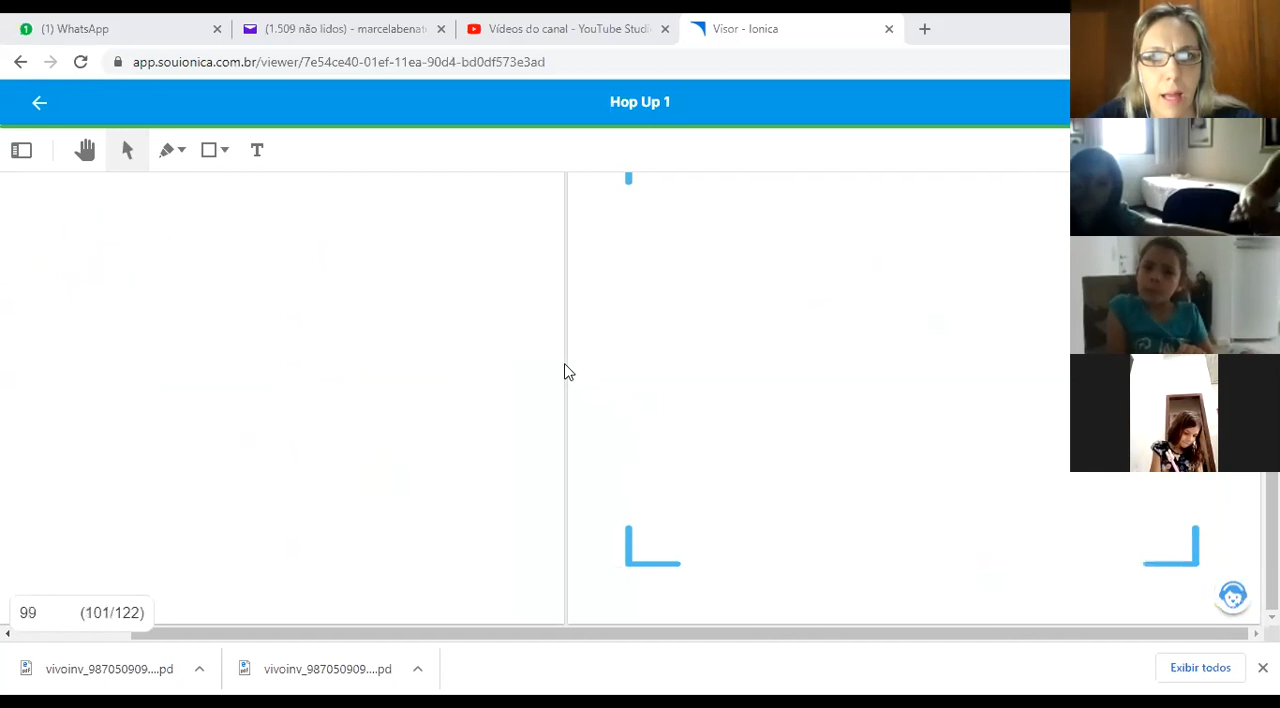 (1) WhatsApp
(1.509 não lidos) - marcelabenat
Vídeos do canal - YouTube Studi
Visor - Ionica
app.souionica.com.br/viewer/7e54ce40-01ef-11ea-90d4-bd0df573e3ad
Hop Up 1
T
99 (101/122)
vivoinv_987050909....pd
vivoinv_987050909....pd
Exibir todos